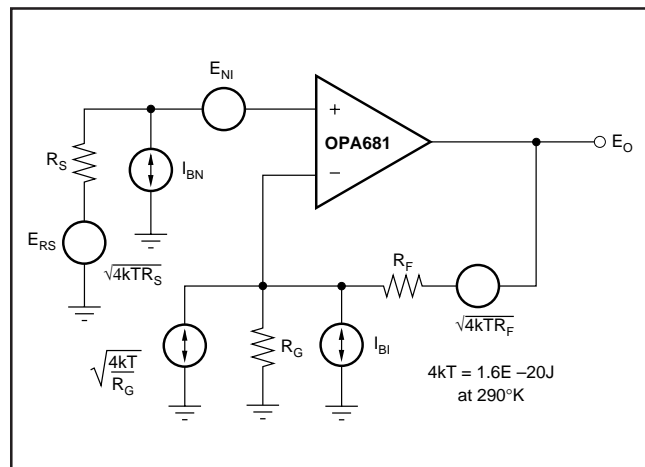 E_NI
+
OPA681
E_O
R_S
I_BN
−
E_RS
√4kTR_S
R_F
√4kTR_F
√4kT/R_G
R_G
I_BI
4kT = 1.6E –20J
at 290°K